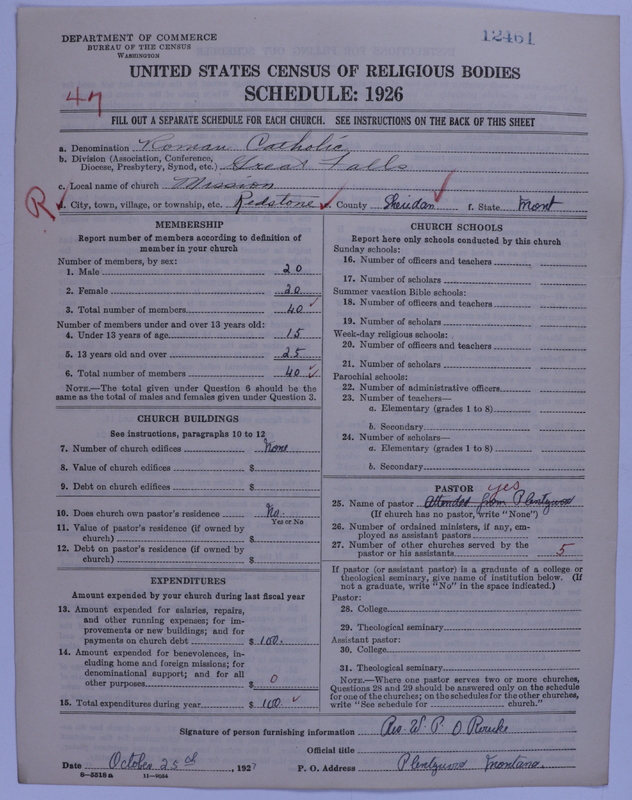 DEPARTMENT OF COMMERCE
BUREAU OF THE CENSUS
WASHINGTON
12461
UNITED STATES CENSUS OF RELIGIOUS BODIES
SCHEDULE: 1926
47
FILL OUT A SEPARATE SCHEDULE FOR EACH CHURCH. SEE INSTRUCTIONS ON THE BACK OF THIS SHEET
a. Denomination Roman Catholic
b. Division (Association, Conference, Diocese, Presbytery, Synod, etc.) Great Falls
c. Local name of church Mission
R d. City, town, village, or township, etc. Redstone e. County Sheridan f. State Mont
MEMBERSHIP
Report number of members according to definition of
member in your church
Number of members, by sex:
1. Male 20
2. Female 20
3. Total number of members 40
Number of members under and over 13 years old:
4. Under 13 years of age 15
5. 13 years old and over 25
6. Total number of members 40
NOTE.—The total given under Question 6 should be
same as the total of males and females given under Question 3.
CHURCH BUILDINGS
See instructions, paragraphs 10 to 12
7. Number of church edifices None
8. Value of church edifices $
9. Debt on church edifices $
10. Does church own pastor's residence No.
Yes or No
11. Value of pastor's residence (if owned by
church) $
12. Debt on pastor's residence (if owned by
church) $
EXPENDITURES
Amount expended by your church during last fiscal year
13. Amount expended for salaries, repairs,
and other running expenses; for im-
provements or new buildings; and for
payments on church debt $ 100.
14. Amount expended for benevolences, in-
cluding home and foreign missions; for
denominational support; and for all
other purposes $ 0
15. Total expenditures during year $ 100
CHURCH SCHOOLS
Report here only schools conducted by this church
Sunday schools:
16. Number of officers and teachers
17. Number of scholars
Summer vacation Bible schools:
18. Number of officers and teachers
19. Number of scholars
Week-day religious schools:
20. Number of officers and teachers
21. Number of scholars
Parochial schools:
22. Number of administrative officers
23. Number of teachers—
a. Elementary (grades 1 to 8)
b. Secondary
24. Number of scholars—
a. Elementary (grades 1 to 8)
b. Secondary
PASTOR yes
25. Name of pastor Attended from Plentywood
(If church has no pastor, write "None")
26. Number of ordained ministers, if any, em-
ployed as assistant pastors
27. Number of other churches served by the
pastor or his assistants 5
If pastor (or assistant pastor) is a graduate of a college or
theological seminary, give name of institution below. (If
not a graduate, write "No" in the space indicated.)
Pastor:
28. College
29. Theological seminary
Assistant pastor:
30. College
31. Theological seminary
NOTE.—Where one pastor serves two or more churches,
Questions 28 and 29 should be answered only on the schedule
for one of the churches; on the schedules for the other churches,
write "See schedule for church."
Signature of person furnishing information Rev. W. P. O Rourke
Official title
Date October 25th, 1927 P. O. Address Plentywood Montana.
8—5518a 11—9284